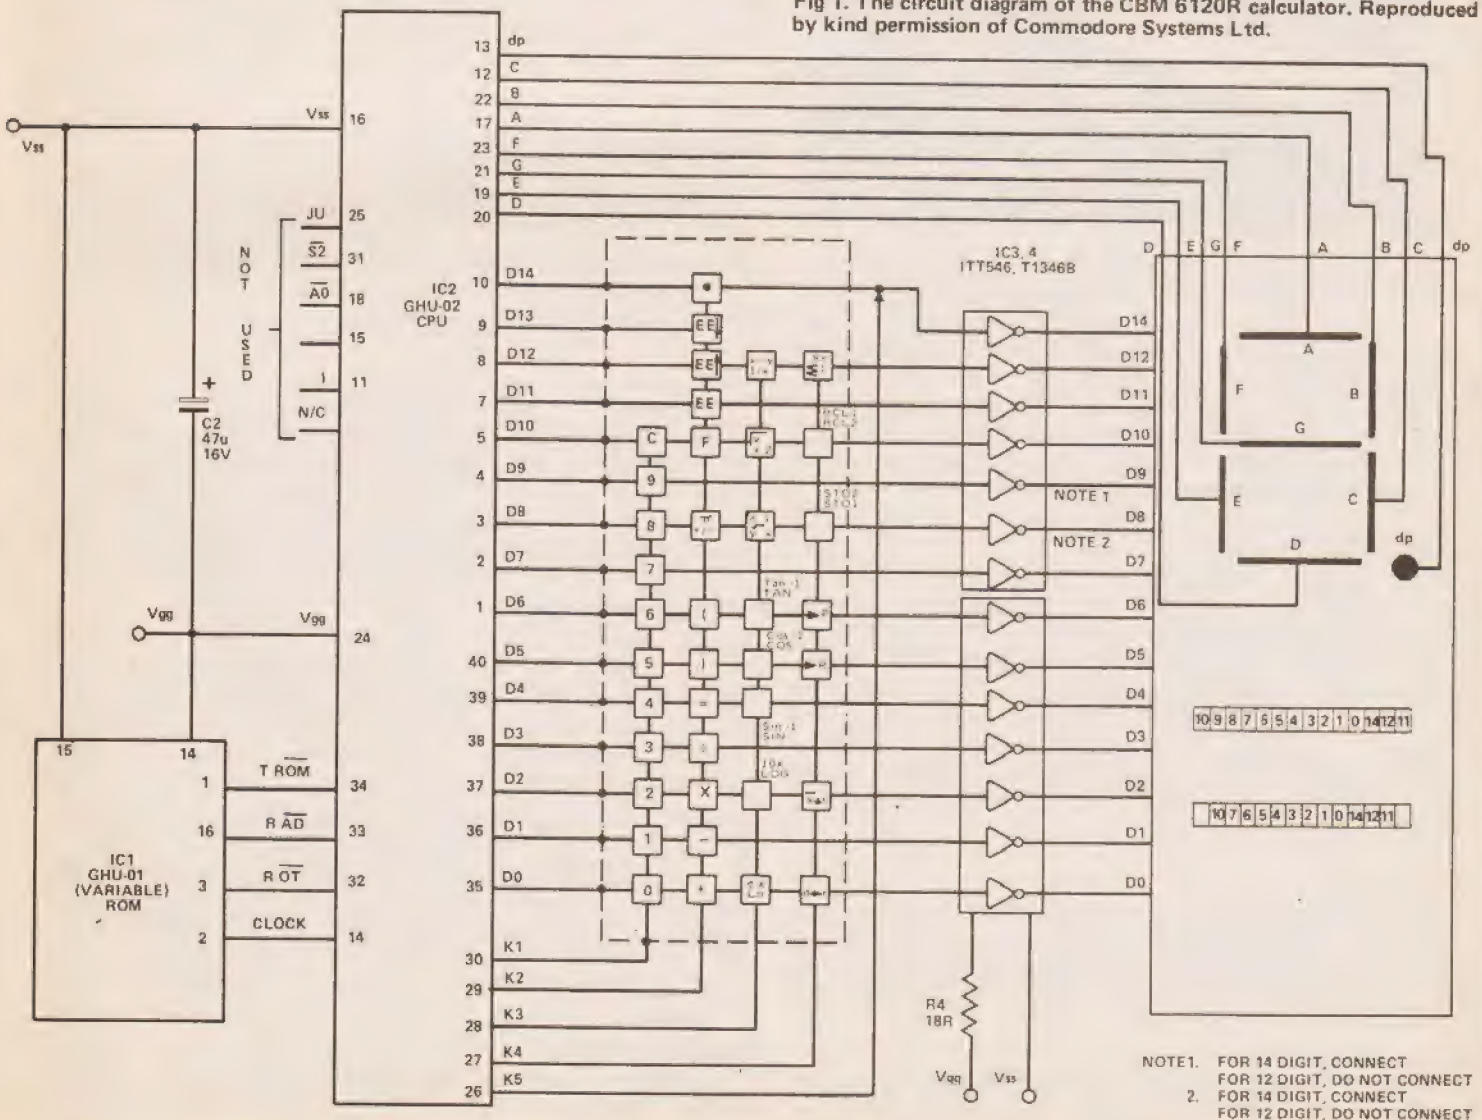 Fig 1. The circuit diagram of the CBM 6120R calculator. Reproduced
by kind permission of Commodore Systems Ltd.
Vss
Vss
16
13 dp
12 C
22 B
17 A
23 F
21 G
19 E
20 D
NOT USED
JU 25
S2 31
A0 18
15
1 11
N/C
IC2
GHU-02
CPU
C2
47u
16V
+
Vgg
Vgg
24
15
14
1 T ROM 34
16 R AD 33
3 R OT 32
2 CLOCK 14
IC1
GHU-01
(VARIABLE)
ROM
10 D14
9 D13
8 D12
7 D11
5 D10
4 D9
3 D8
2 D7
1 D6
40 D5
39 D4
38 D3
37 D2
36 D1
35 D0
30 K1
29 K2
28 K3
27 K4
26 K5
EE
EE
EE
C F
RCL2
9
8
STO2
STO1
7
Tan-1
TAN
6 (
COS
5 )
4 =
Sin-1
SIN
3 ÷
LOG
2 X
1 -
0 +
IC3, 4
ITT546, T1346B
D14
D12
D11
D10
D9
NOTE 1
D8
NOTE 2
D7
D6
D5
D4
D3
D2
D1
D0
D E G F A B C dp
A
F
B
G
E
C
D
dp
10 9 8 7 6 5 4 3 2 1 0 14 12 11
10 7 6 5 4 3 2 1 0 14 12 11
R4
18R
Vgg
Vss
NOTE1. FOR 14 DIGIT, CONNECT
FOR 12 DIGIT, DO NOT CONNECT
2. FOR 14 DIGIT, CONNECT
FOR 12 DIGIT, DO NOT CONNECT